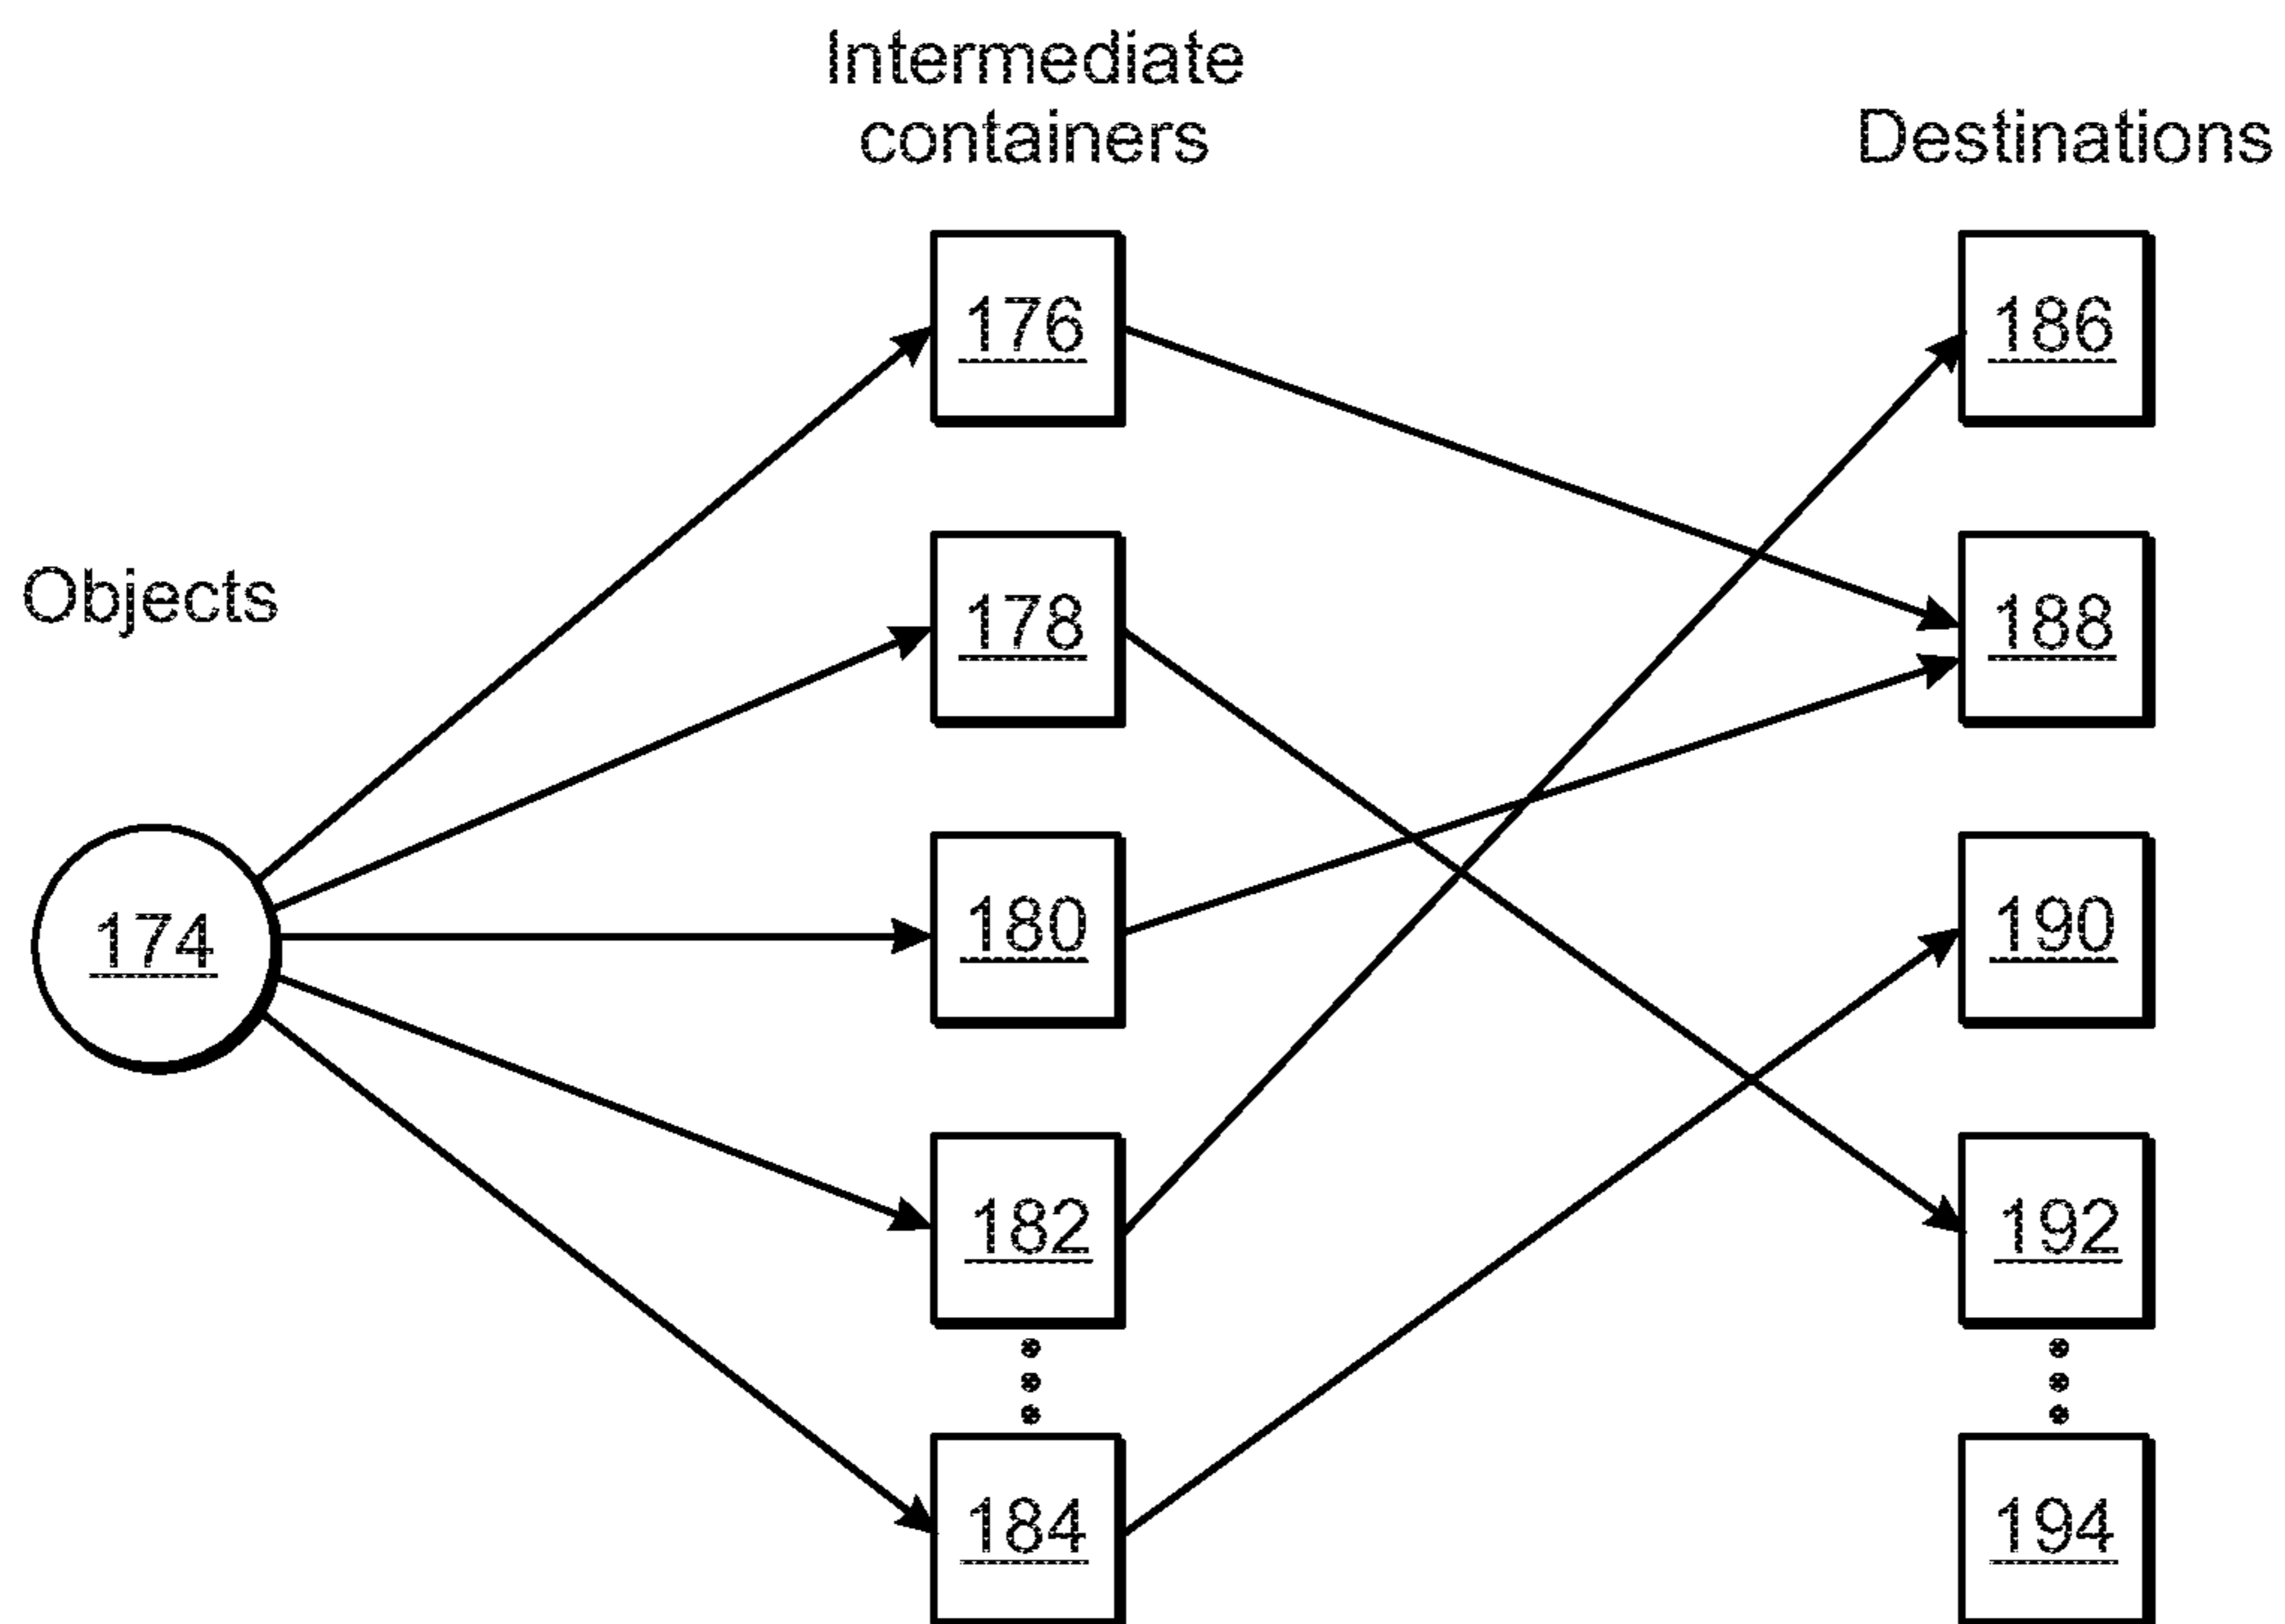 Intermediate
containers
Destinations
Objects
174
176
178
180
182
184
186
188
190
192
194